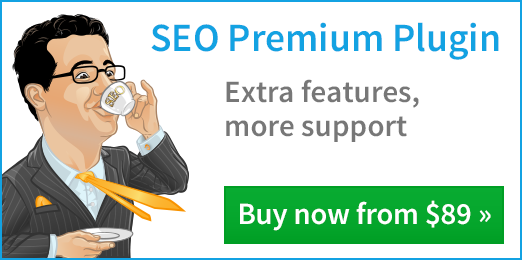 SEO Premium Plugin
Extra features,
more support
Buy now from $89 »